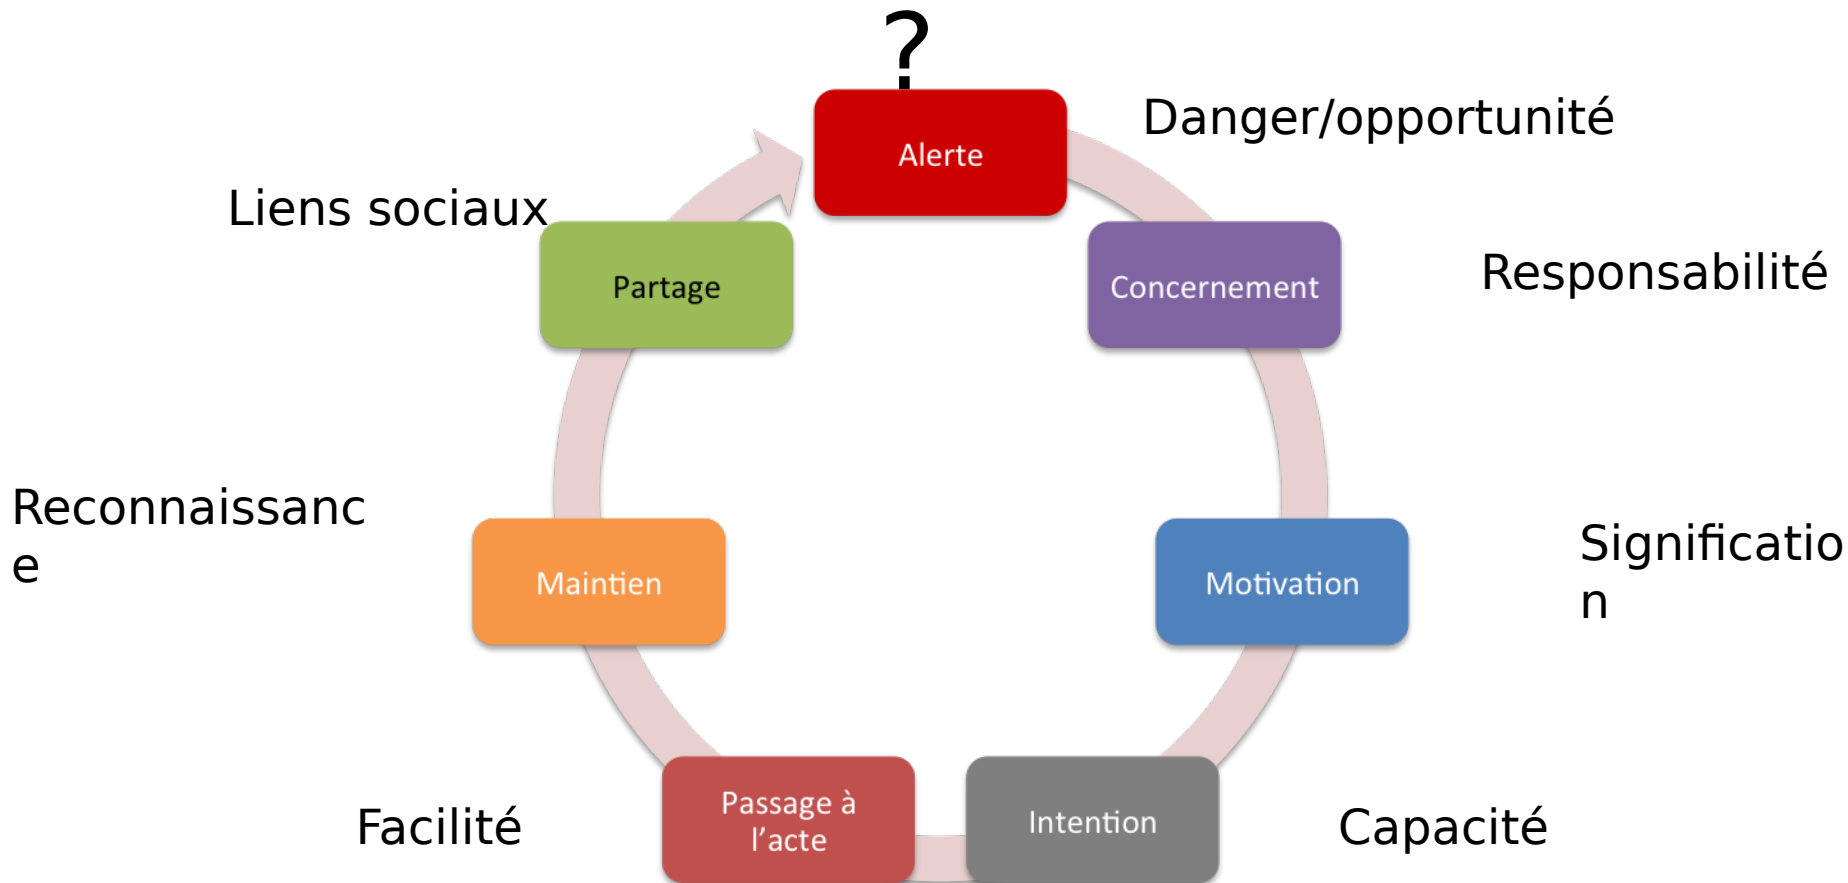 ?
Alerte
Danger/opportunité
Liens sociaux
Partage
Concernement
Responsabilité
Reconnaissanc
e
Maintien
Motivation
Significatio
n
Facilité
Passage à
l’acte
Intention
Capacité